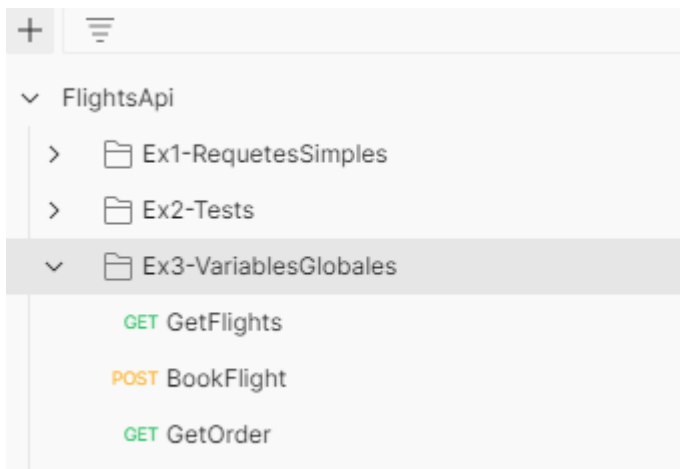 FlightsApi
Ex1-RequetesSimples
Ex2-Tests
Ex3-VariablesGlobales
GET GetFlights
POST BookFlight
GET GetOrder